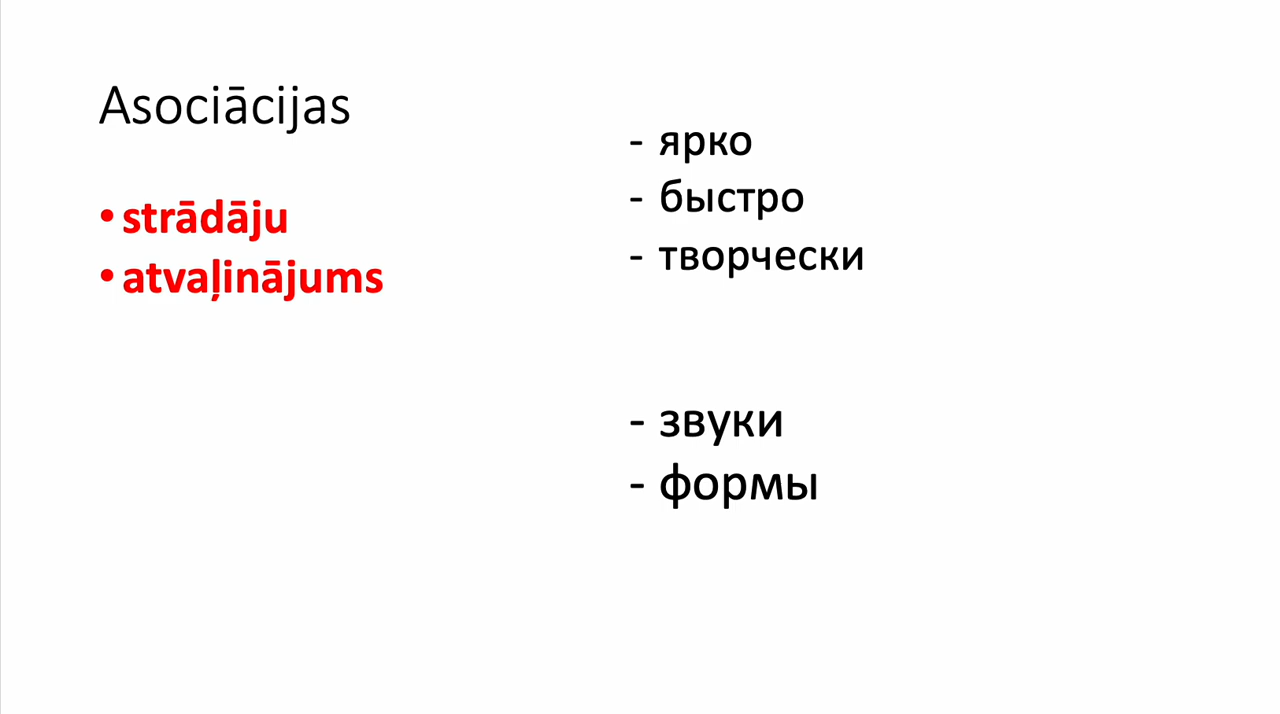 Asociācijas
• strādāju
• atvaļinājums
- ярко
- быстро
- творчески
- звуки
- формы